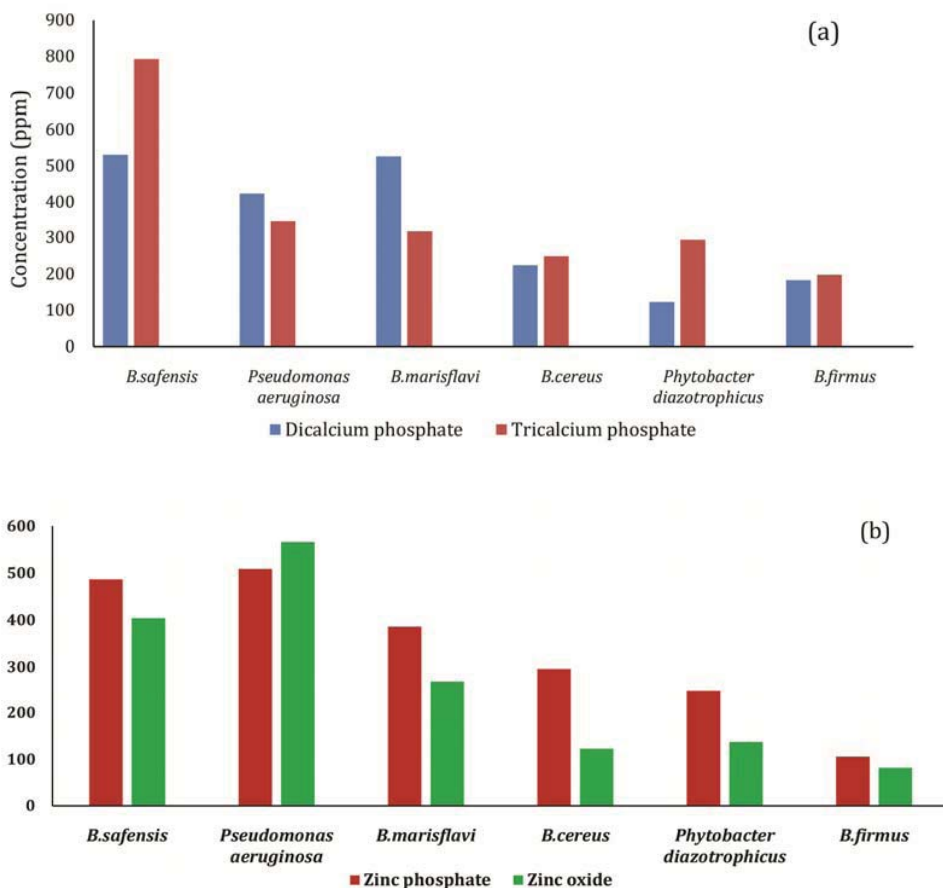 (a)
Concentration (ppm)
900
800
700
600
500
400
300
200
100
0
B.safensis Pseudomonas aeruginosa B.marisflavi B.cereus Phytobacter diazotrophicus B.firmus
Dicalcium phosphate Tricalcium phosphate
(b)
600
500
400
300
200
100
0
B.safensis Pseudomonas aeruginosa B.marisflavi B.cereus Phytobacter diazotrophicus B.firmus
Zinc phosphate Zinc oxide